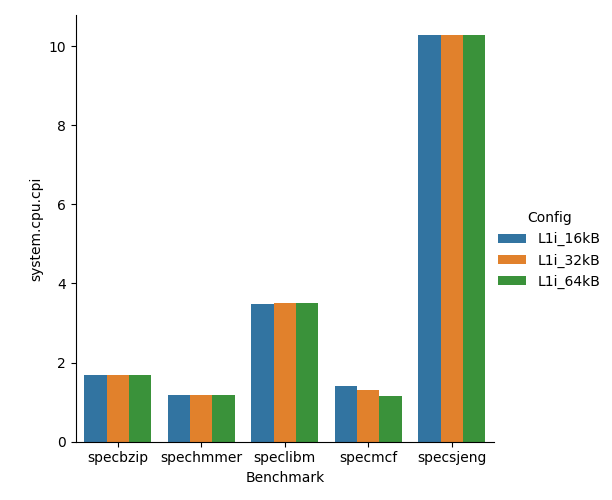 10
8
6
4
2
0
system.cpu.cpi
specbzip spechmmer speclibm specmcf specsjeng
Benchmark
Config
L1i_16kB
L1i_32kB
L1i_64kB